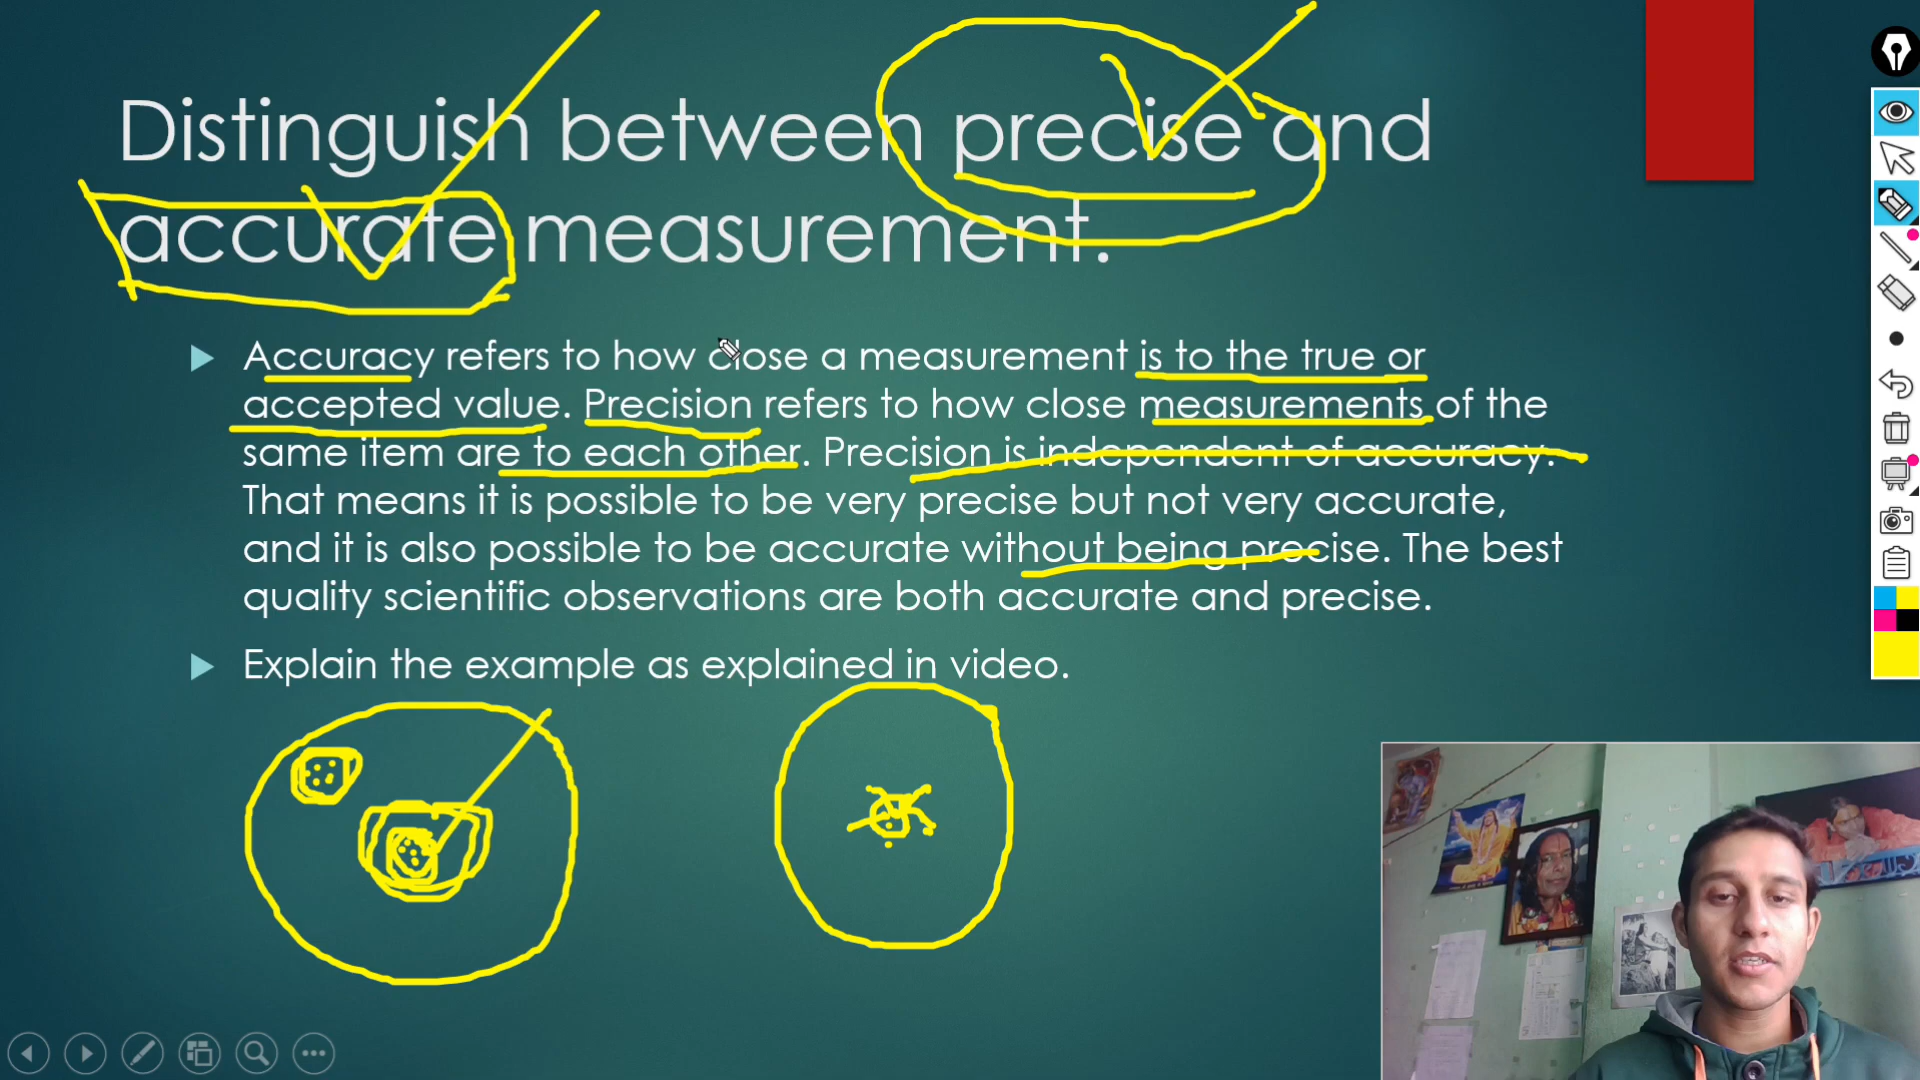 Distinguish between precise and
accurate measurement.
Accuracy refers to how close a measurement is to the true or
accepted value. Precision refers to how close measurements of the
same item are to each other. Precision is independent of accuracy.
That means it is possible to be very precise but not very accurate,
and it is also possible to be accurate without being precise. The best
quality scientific observations are both accurate and precise.
Explain the example as explained in video.